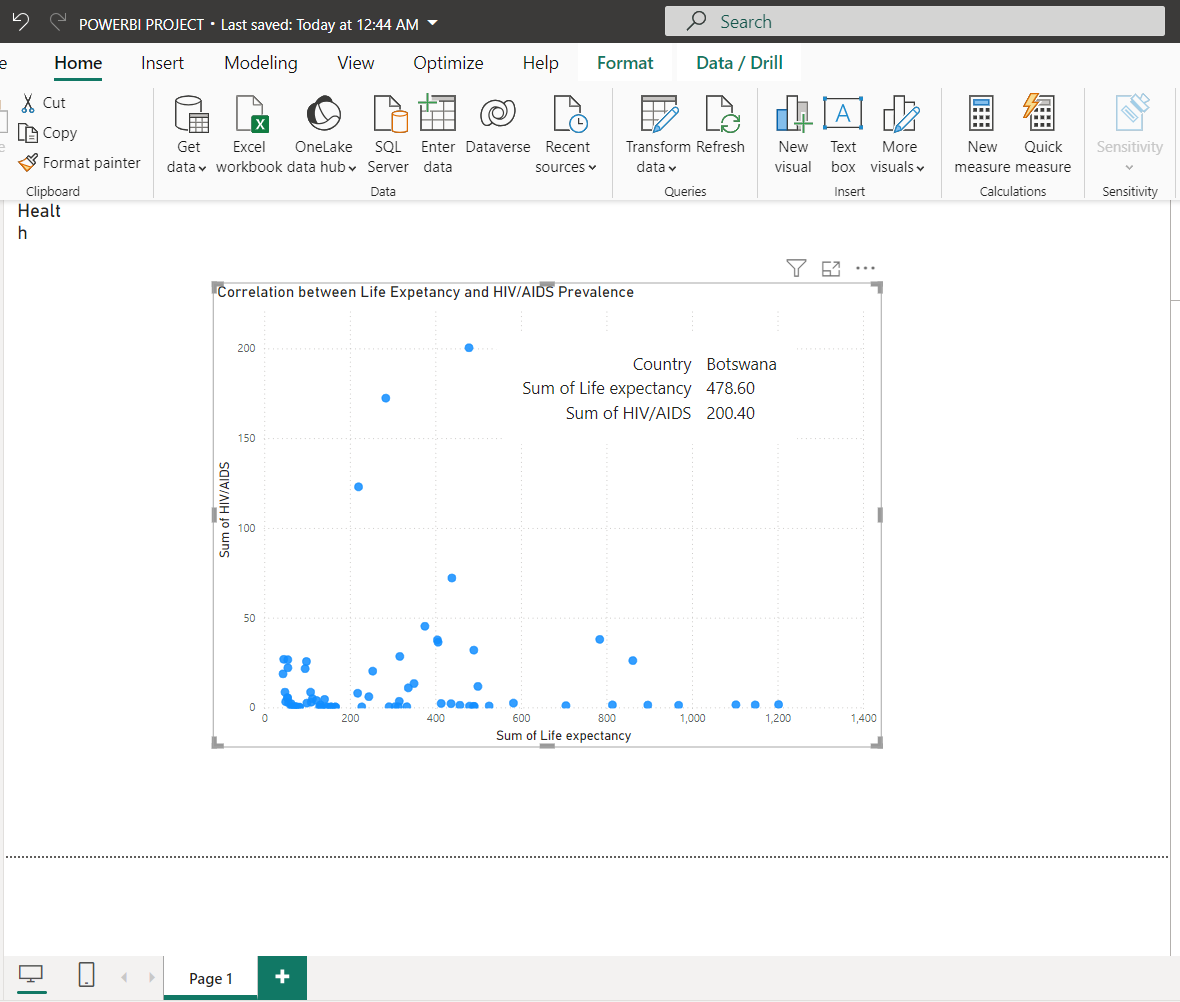 POWERBI PROJECT • Last saved: Today at 12:44 AM
Search
e Home Insert Modeling View Optimize Help Format Data / Drill
Cut
Copy
Format painter
Clipboard
Get data
Excel workbook
OneLake data hub
SQL Server
Enter data
Dataverse
Recent sources
Data
Transform data
Refresh
Queries
New visual
Text box
More visuals
Insert
New measure
Quick measure
Calculations
Sensitivity
Sensitivity
Healt
h
Correlation between Life Expetancy and HIV/AIDS Prevalence
Country Botswana
Sum of Life expectancy 478.60
Sum of HIV/AIDS 200.40
Sum of HIV/AIDS
200
150
100
50
0
0 200 400 600 800 1,000 1,200 1,400
Sum of Life expectancy
Page 1